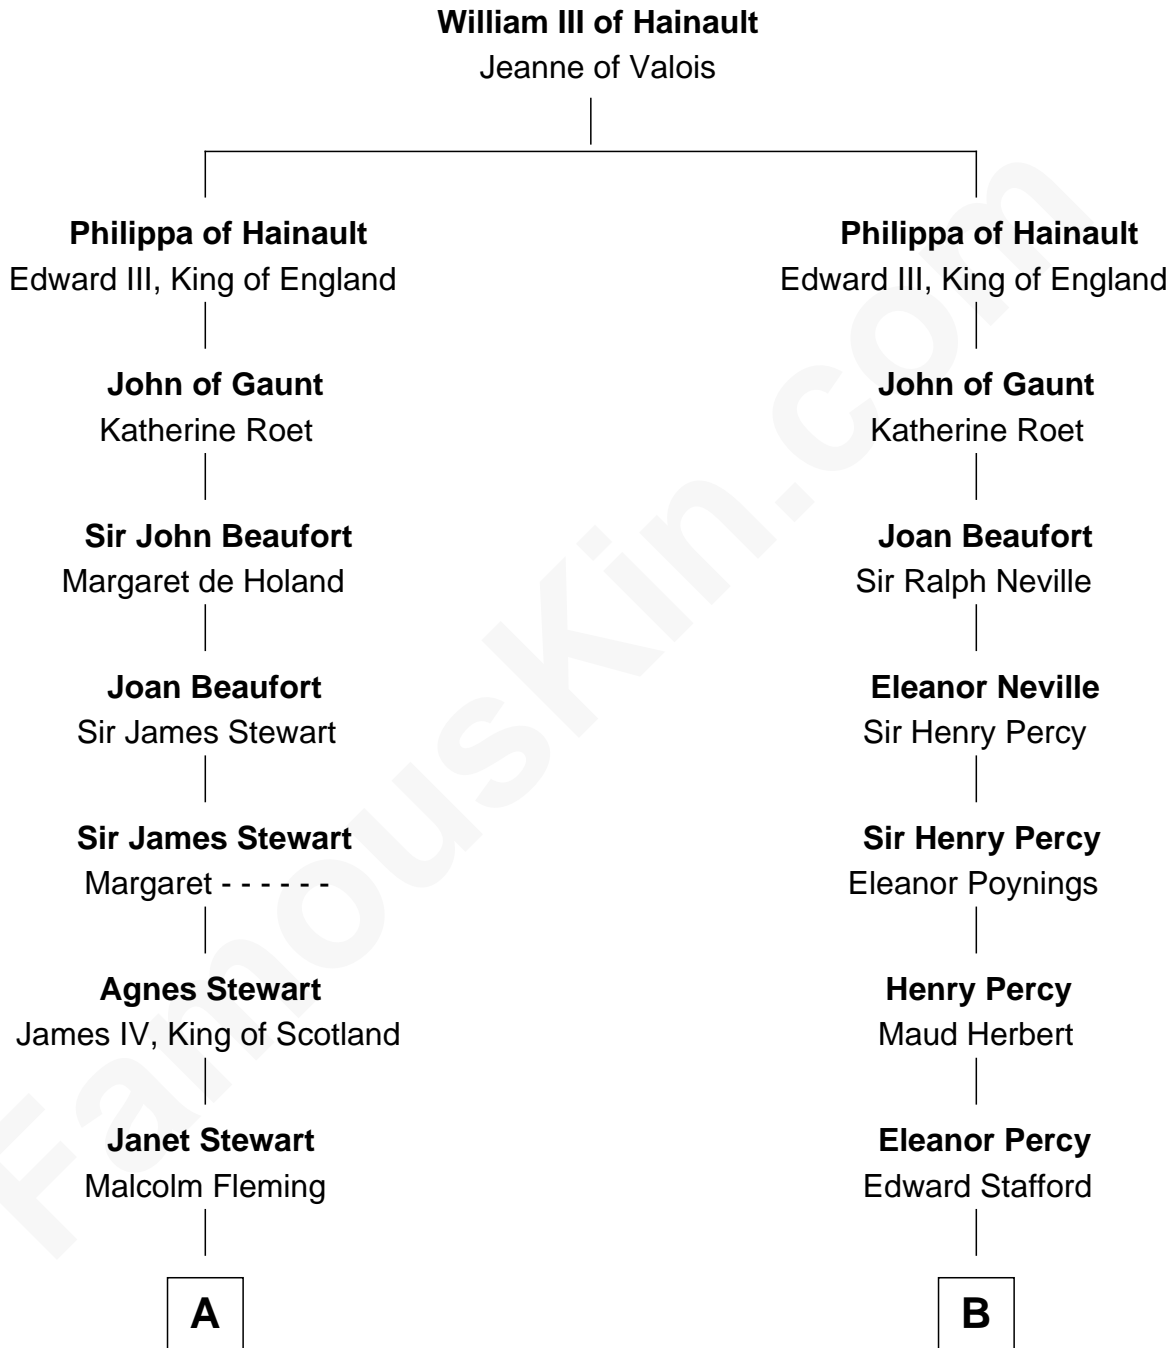 William III of Hainault
Jeanne of Valois
Philippa of Hainault
Edward III, King of England
John of Gaunt
Katherine Roet
Sir John Beaufort
Margaret de Holand
Joan Beaufort
Sir James Stewart
Sir James Stewart
Margaret - - - - - -
Agnes Stewart
James IV, King of Scotland
Janet Stewart
Malcolm Fleming
A
Philippa of Hainault
Edward III, King of England
John of Gaunt
Katherine Roet
Joan Beaufort
Sir Ralph Neville
Eleanor Neville
Sir Henry Percy
Sir Henry Percy
Eleanor Poynings
Henry Percy
Maud Herbert
Eleanor Percy
Edward Stafford
B
FamousKin.com